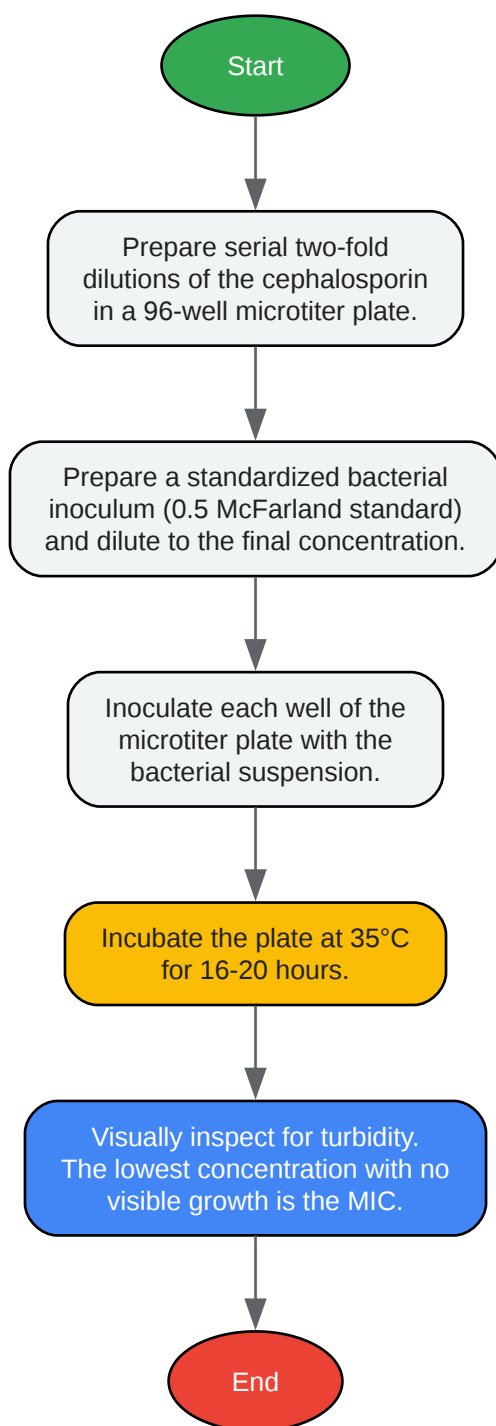 Start
Prepare serial two-fold
dilutions of the cephalosporin
in a 96-well microtiter plate.
Prepare a standardized bacterial
inoculum (0.5 McFarland standard)
and dilute to the final concentration.
Inoculate each well of the
microtiter plate with the
bacterial suspension.
Incubate the plate at 35°C
for 16-20 hours.
Visually inspect for turbidity.
The lowest concentration with no
visible growth is the MIC.
End